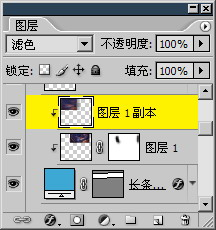 图层
滤色 不透明度: 100%
锁定: 填充: 100%
图层 1 副本
图层 1
长条...